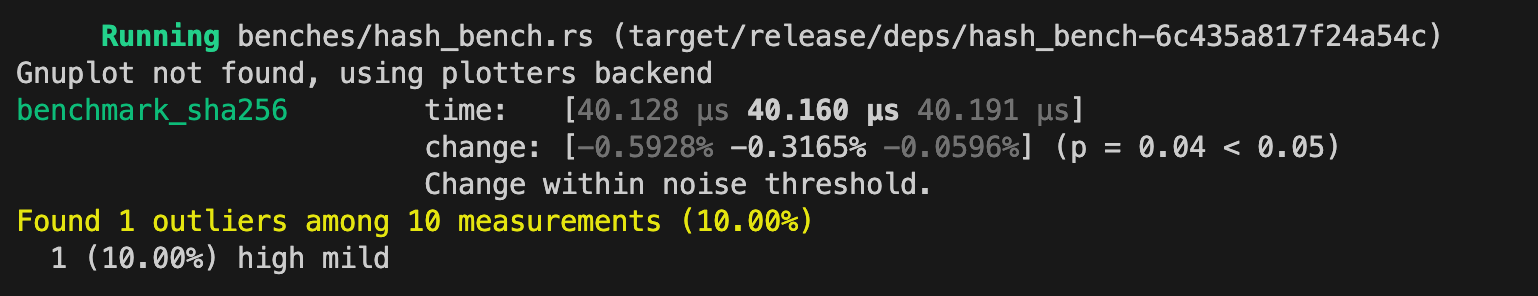 Running benches/hash_bench.rs (target/release/deps/hash_bench-6c435a817f24a54c)
Gnuplot not found, using plotters backend
benchmark_sha256 time: [40.128 µs 40.160 µs 40.191 µs]
change: [-0.5928% -0.3165% -0.0596%] (p = 0.04 < 0.05)
Change within noise threshold.
Found 1 outliers among 10 measurements (10.00%)
1 (10.00%) high mild